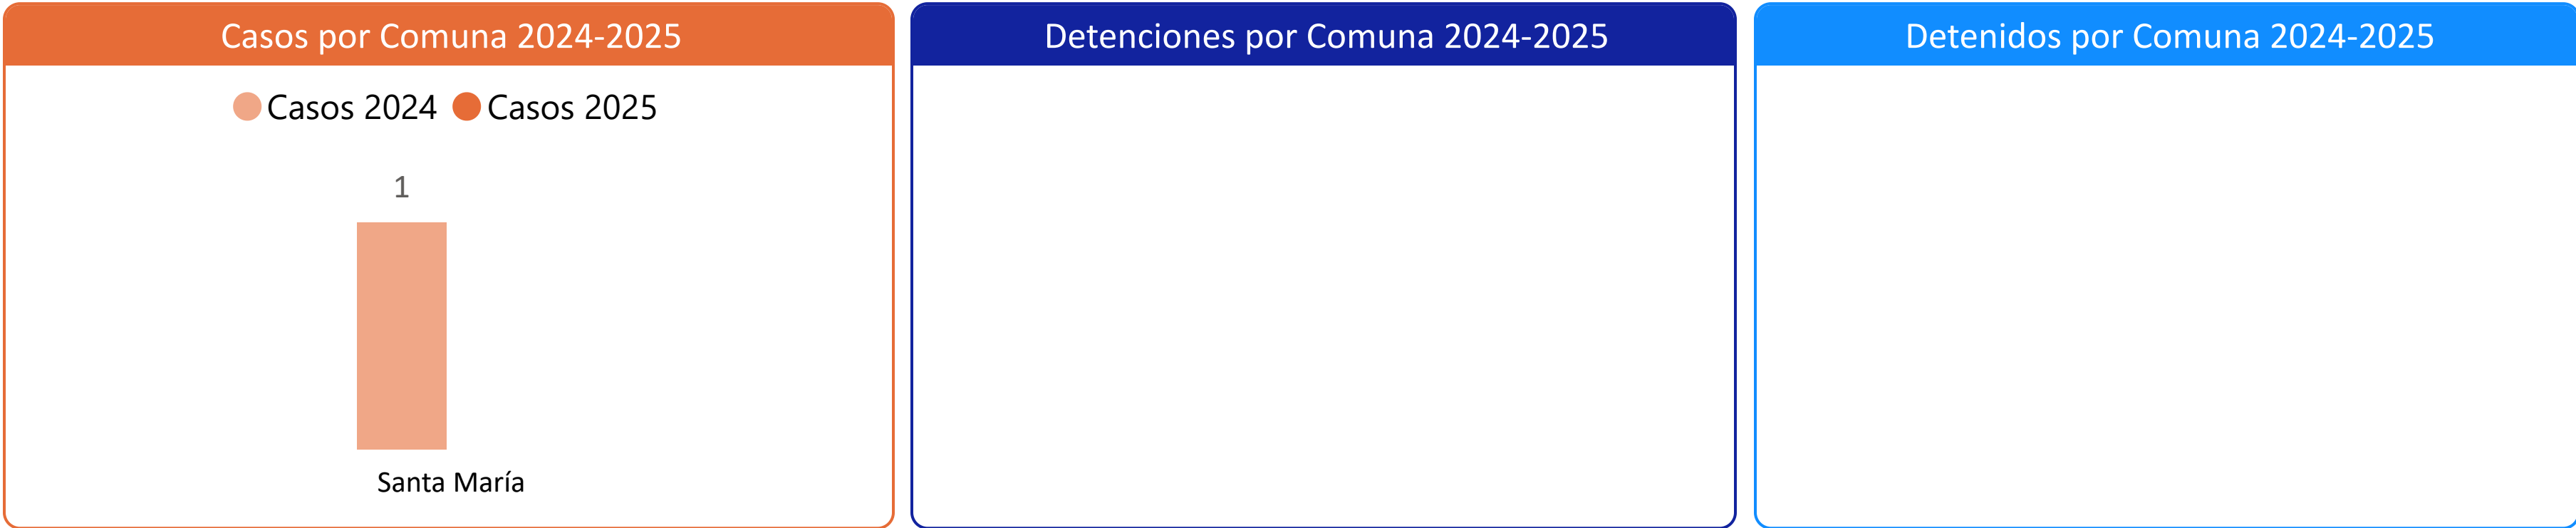 Casos por Comuna 2024-2025
Casos 2024 Casos 2025
1
Santa María
Detenciones por Comuna 2024-2025
Detenidos por Comuna 2024-2025